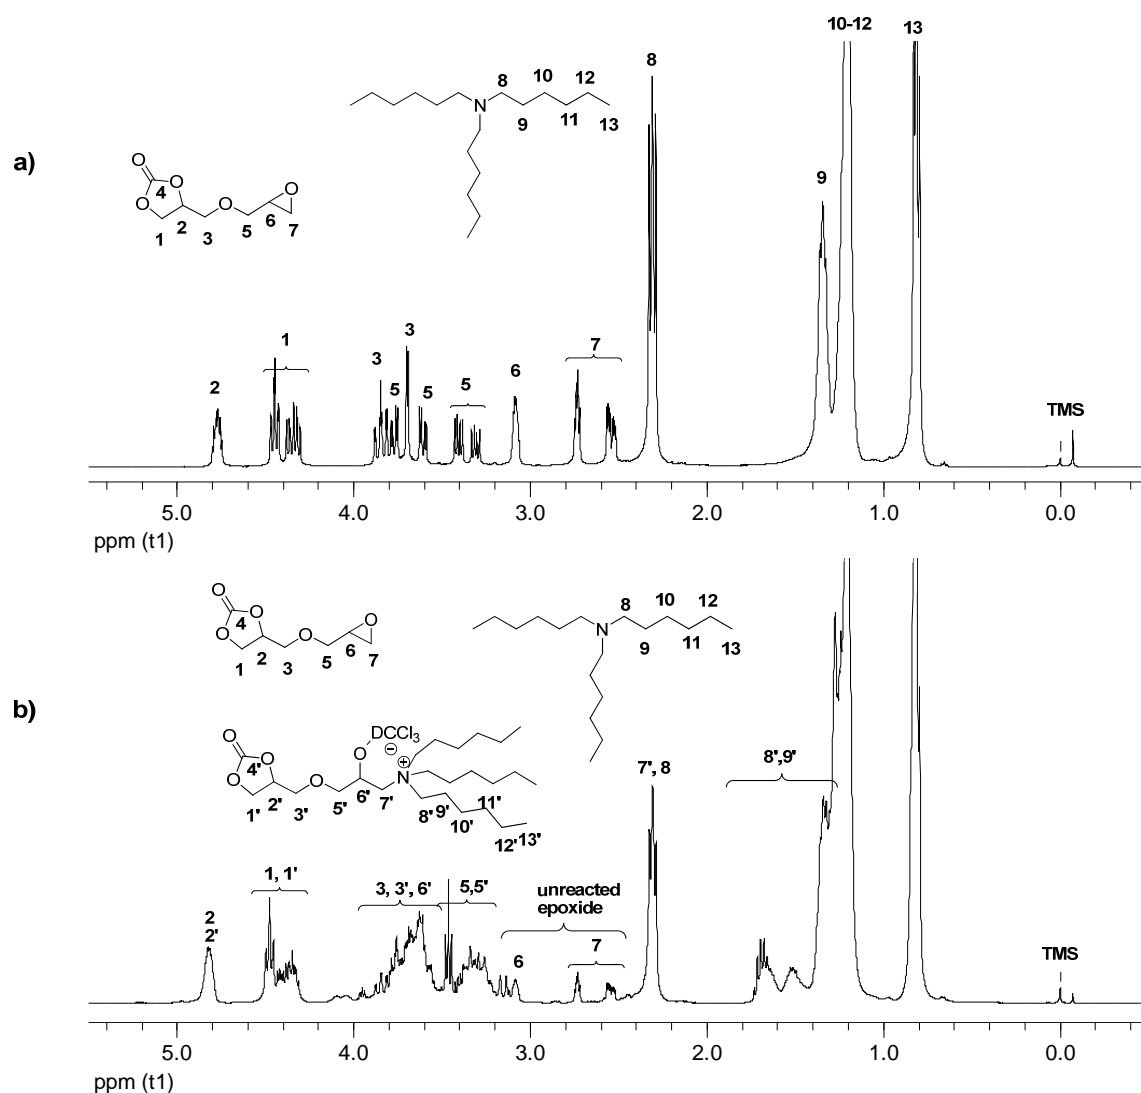 a)
O
O
O
4
1
2
3
O
5
6
O
7
N
8
9
10
11
12
13
2
1
3
5
3
5
5
6
7
8
9
10-12
13
TMS
5.0 4.0 3.0 2.0 1.0 0.0
ppm (t1)
b)
O
O
O
4
1
2
3
O
5
6
O
7
N
8
9
10
11
12
13
O
O
O
4'
1'
2'
3'
O
5'
6'
O
DCCl3
−
+
N
7'
8' 9'
10'
11'
12' 13'
2
2'
1, 1'
3, 3', 6'
5,5'
unreacted
epoxide
6
7
7', 8
8',9'
TMS
5.0 4.0 3.0 2.0 1.0 0.0
ppm (t1)